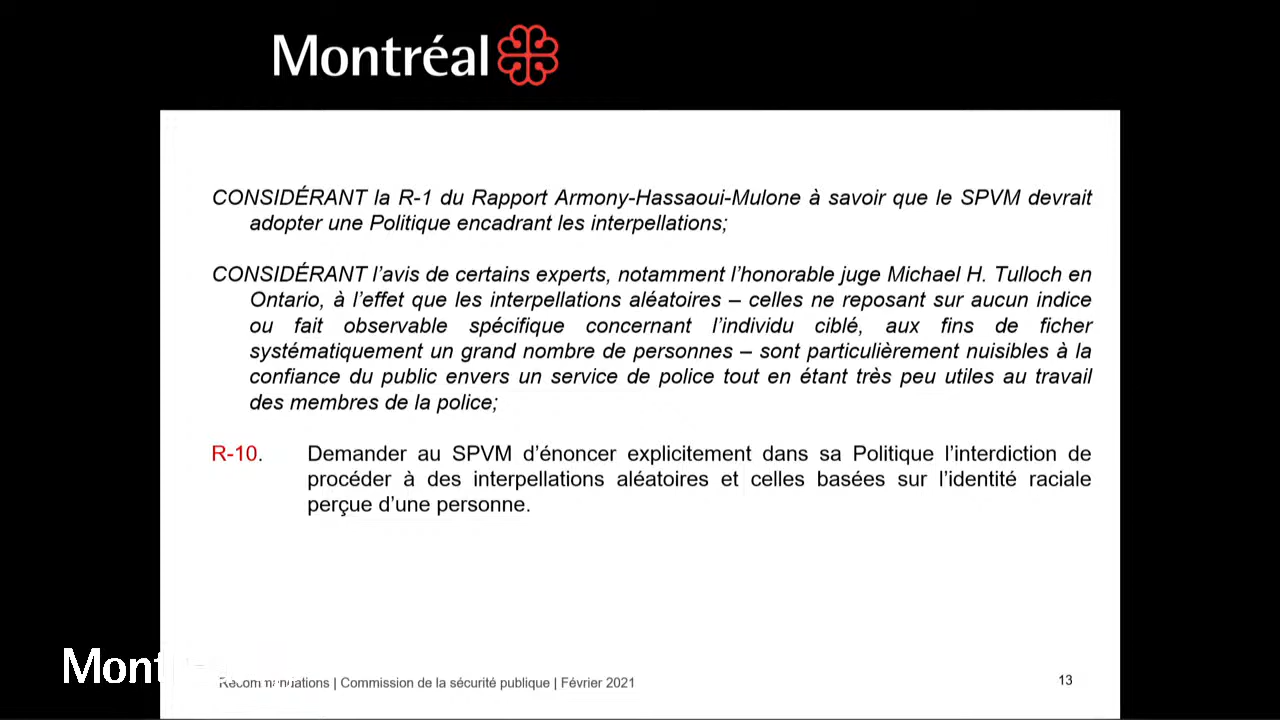 Montréal
CONSIDÉRANT la R-1 du Rapport Armony-Hassaoui-Mulone à savoir que le SPVM devrait
adopter une Politique encadrant les interpellations;
CONSIDÉRANT l'avis de certains experts, notamment l'honorable juge Michael H. Tulloch en
Ontario, à l'effet que les interpellations aléatoires – celles ne reposant sur aucun indice
ou fait observable spécifique concernant l'individu ciblé, aux fins de ficher
systématiquement un grand nombre de personnes – sont particulièrement nuisibles à la
confiance du public envers un service de police tout en étant très peu utiles au travail
des membres de la police;
R-10. Demander au SPVM d'énoncer explicitement dans sa Politique l'interdiction de
procéder à des interpellations aléatoires et celles basées sur l'identité raciale
perçue d'une personne.
Recommandations | Commission de la sécurité publique | Février 2021
13